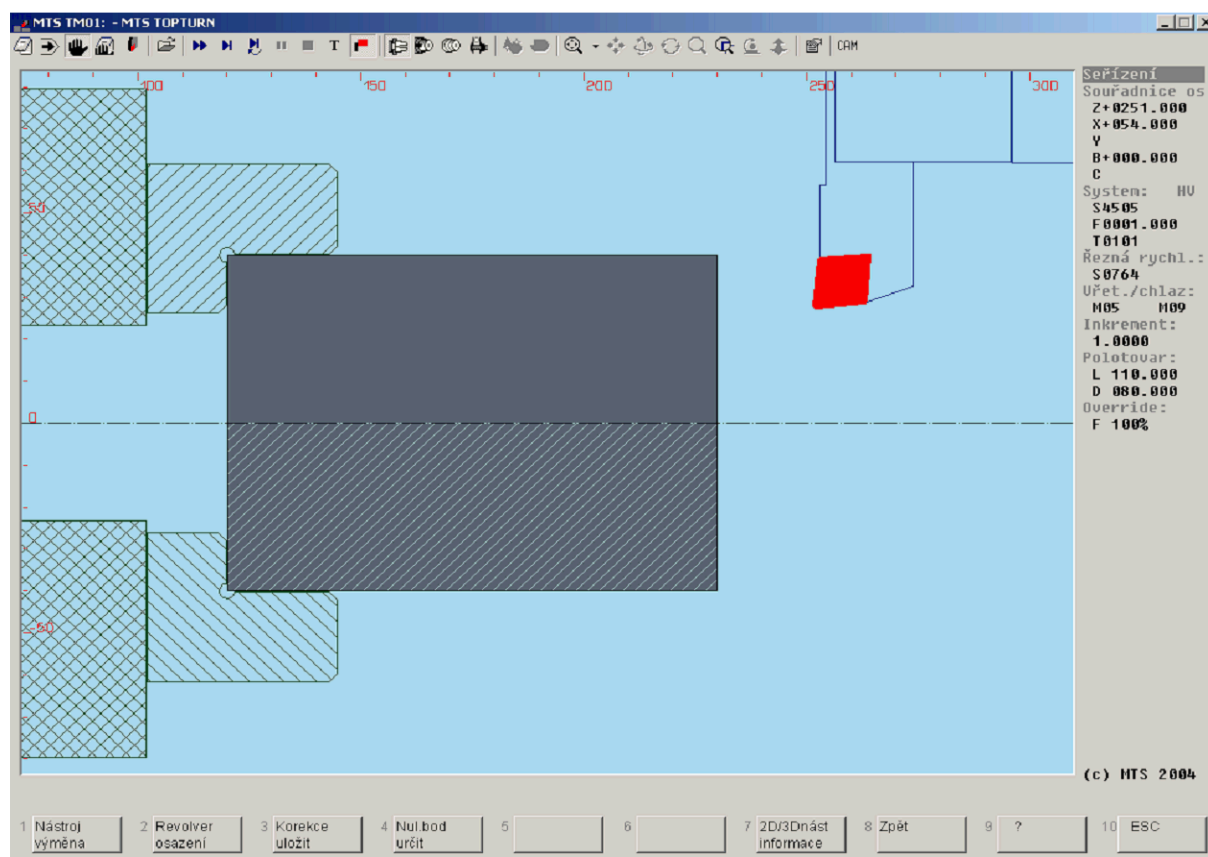 MTS TM01: - MTS TOPTURN
T CAM
100 150 200 250 300
50
0
-50
Seřízení
Souřadnice os
Z+0251.000
X+054.000
Y
B+000.000
C
System: HV
S4505
F0001.000
T0101
Řezná rychl.:
S0764
Vřet./chlaz:
M05 M09
Inkrement:
1.0000
Polotovar:
L 110.000
D 080.000
Override:
F 100%
(c) MTS 2004
1 Nástroj výměna
2 Revolver osazení
3 Korekce uložit
4 Nul.bod určit
5
6
7 2D/3Dnást informace
8 Zpět
9 ?
10 ESC